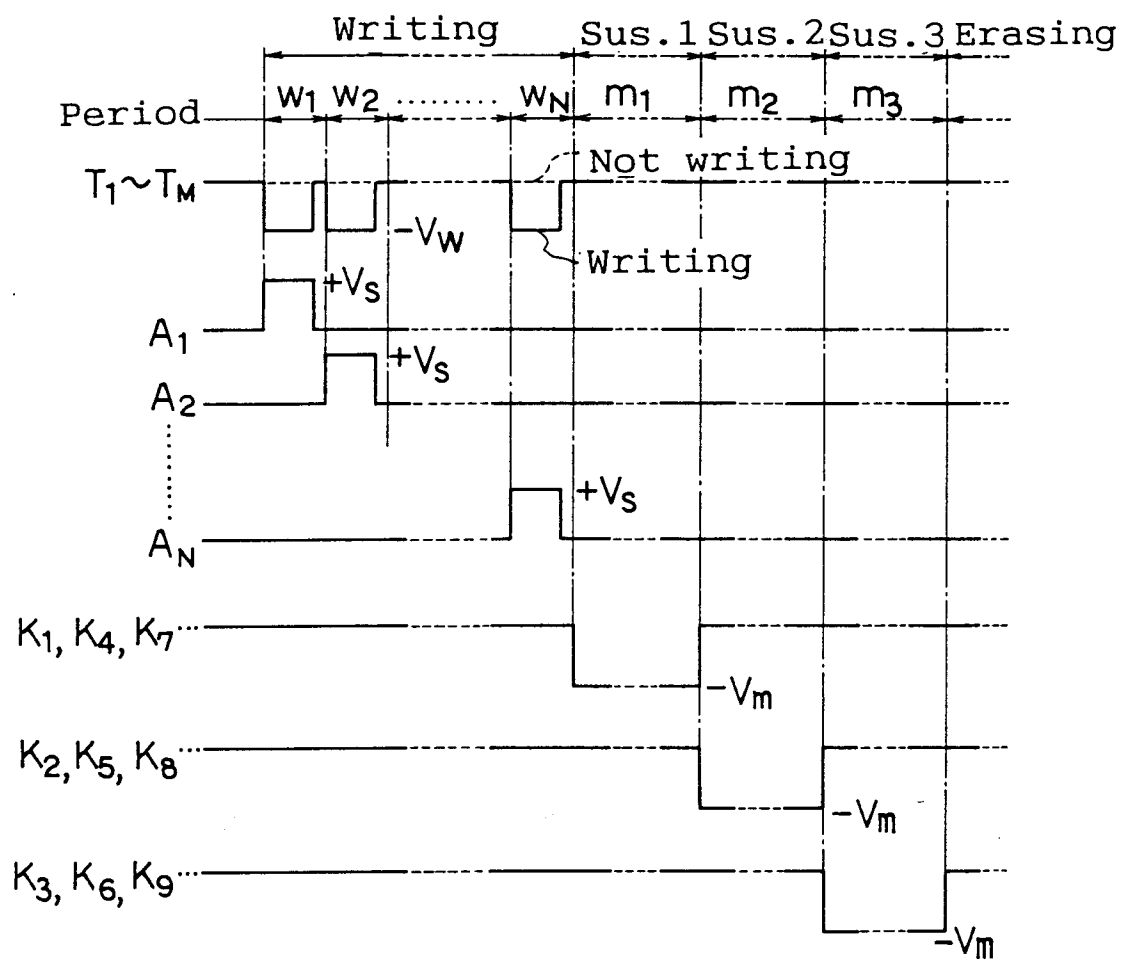 Writing Sus.1 Sus.2 Sus.3 Erasing
Period w1 w2 ......... wN m1 m2 m3
T1~TM Not writing
-VW
Writing
+VS
A1
+VS
A2
+VS
AN
K1, K4, K7...
-Vm
K2, K5, K8...
-Vm
K3, K6, K9...
-Vm